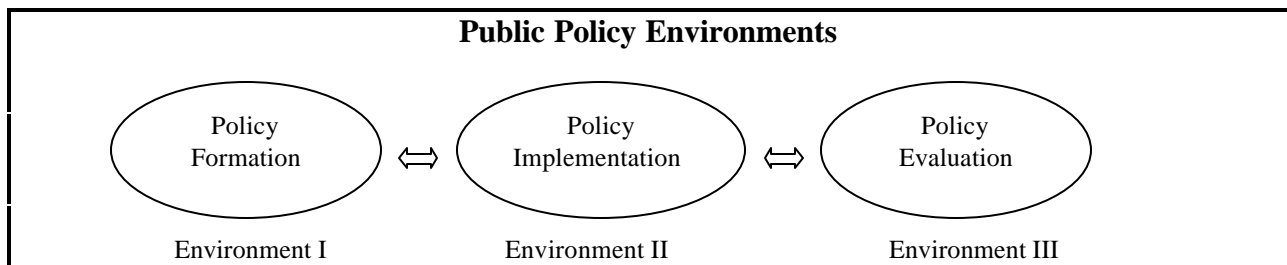 Public Policy Environments
Policy
Formation
Policy
Implementation
Policy
Evaluation
Environment I
Environment II
Environment III